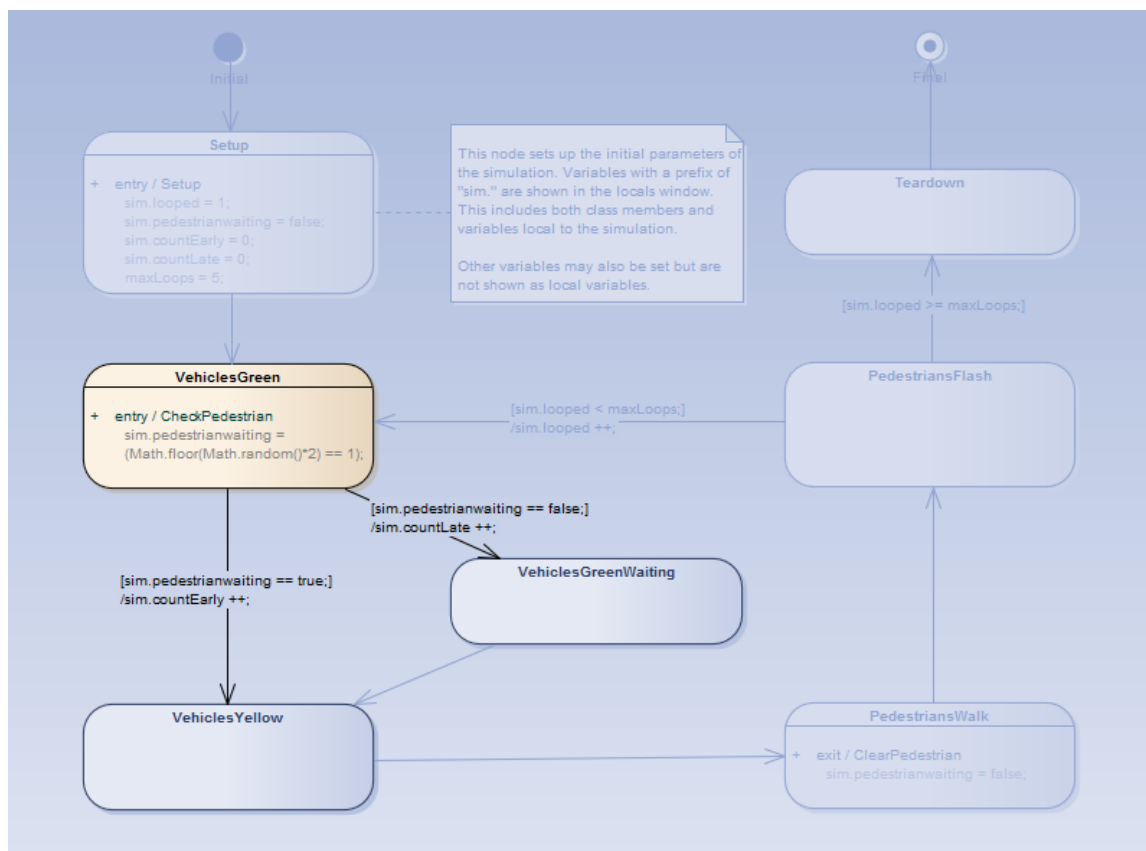 Initial
Final
Setup
+ entry / Setup
sim.looped = 1;
sim.pedestrianwaiting = false;
sim.countEarly = 0;
sim.countLate = 0;
maxLoops = 5;
This node sets up the initial parameters of
the simulation. Variables with a prefix of
"sim." are shown in the locals window.
This includes both class members and
variables local to the simulation.
Other variables may also be set but are
not shown as local variables.
Teardown
[sim.looped >= maxLoops;]
VehiclesGreen
+ entry / CheckPedestrian
sim.pedestrianwaiting =
(Math.floor(Math.random()*2) == 1);
[sim.looped < maxLoops;]
/sim.looped ++;
PedestriansFlash
[sim.pedestrianwaiting == false;]
/sim.countLate ++;
[sim.pedestrianwaiting == true;]
/sim.countEarly ++;
VehiclesGreenWaiting
VehiclesYellow
PedestriansWalk
+ exit / ClearPedestrian
sim.pedestrianwaiting = false;